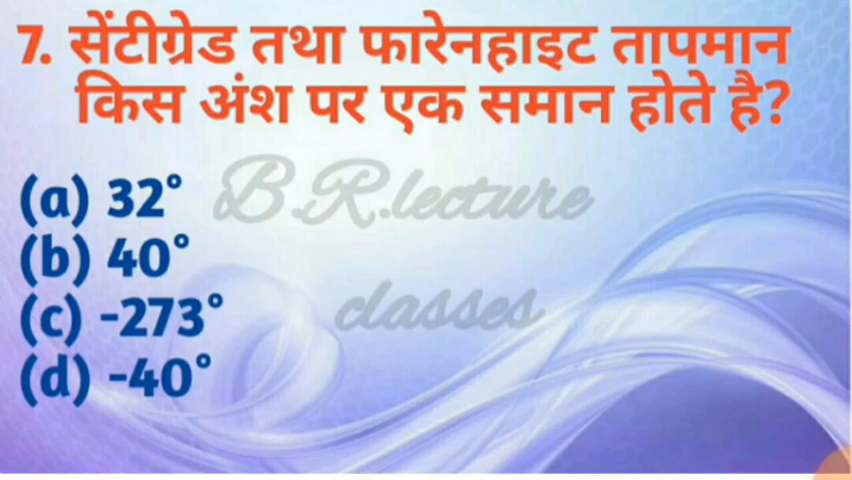 7. सेंटीग्रेड तथा फारेनहाइट तापमान
किस अंश पर एक समान होते है?
(a) 32°
B.R.lecture
(b) 40°
(c) -273°
classes
(d) -40°